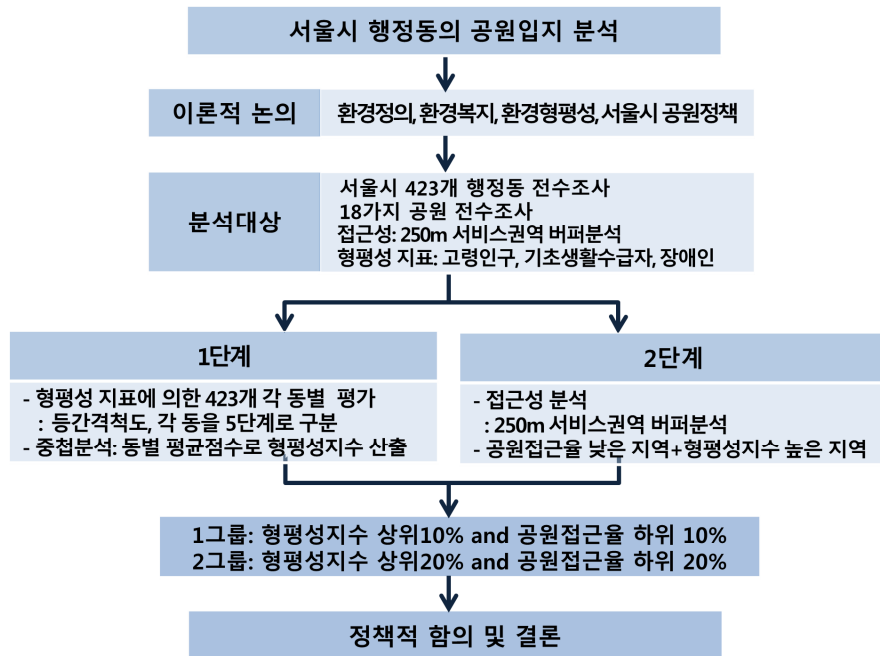 서울시 행정동의 공원입지 분석
이론적 논의
환경정의, 환경복지, 환경형평성, 서울시 공원정책
분석대상
서울시 423개 행정동 전수조사
18가지 공원 전수조사
접근성: 250m 서비스권역 버퍼분석
형평성 지표: 고령인구, 기초생활수급자, 장애인
1단계
- 형평성 지표에 의한 423개 각 동별 평가
: 등간격척도, 각 동을 5단계로 구분
- 중첩분석: 동별 평균점수로 형평성지수 산출
2단계
- 접근성 분석
: 250m 서비스권역 버퍼분석
- 공원접근율 낮은 지역+형평성지수 높은 지역
1그룹: 형평성지수 상위10% and 공원접근율 하위 10%
2그룹: 형평성지수 상위20% and 공원접근율 하위 20%
정책적 함의 및 결론